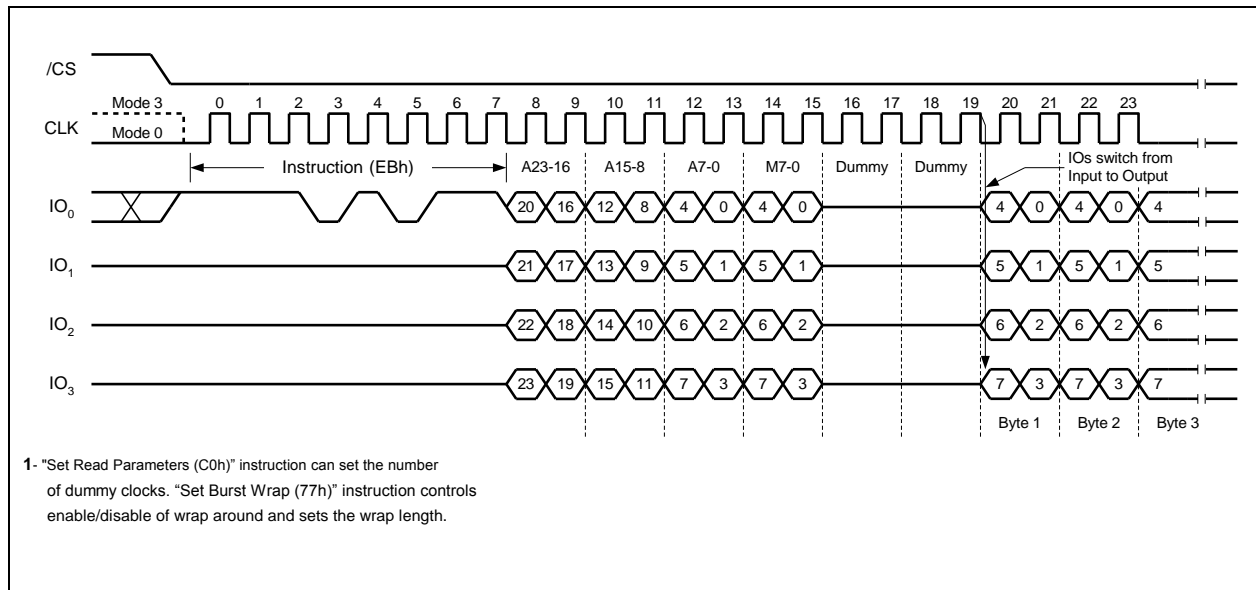 /CS
Mode 3 0 1 2 3 4 5 6 7 8 9 10 11 12 13 14 15 16 17 18 19 20 21 22 23
CLK
Mode 0
Instruction (EBh) A23-16 A15-8 A7-0 M7-0 Dummy Dummy IOs switch from
Input to Output
IO0 20 16 12 8 4 0 4 0 4 0 4 0 4
IO1 21 17 13 9 5 1 5 1 5 1 5 1 5
IO2 22 18 14 10 6 2 6 2 6 2 6 2 6
IO3 23 19 15 11 7 3 7 3 7 3 7 3 7
Byte 1 Byte 2 Byte 3
1- "Set Read Parameters (C0h)" instruction can set the number
of dummy clocks. “Set Burst Wrap (77h)” instruction controls
enable/disable of wrap around and sets the wrap length.